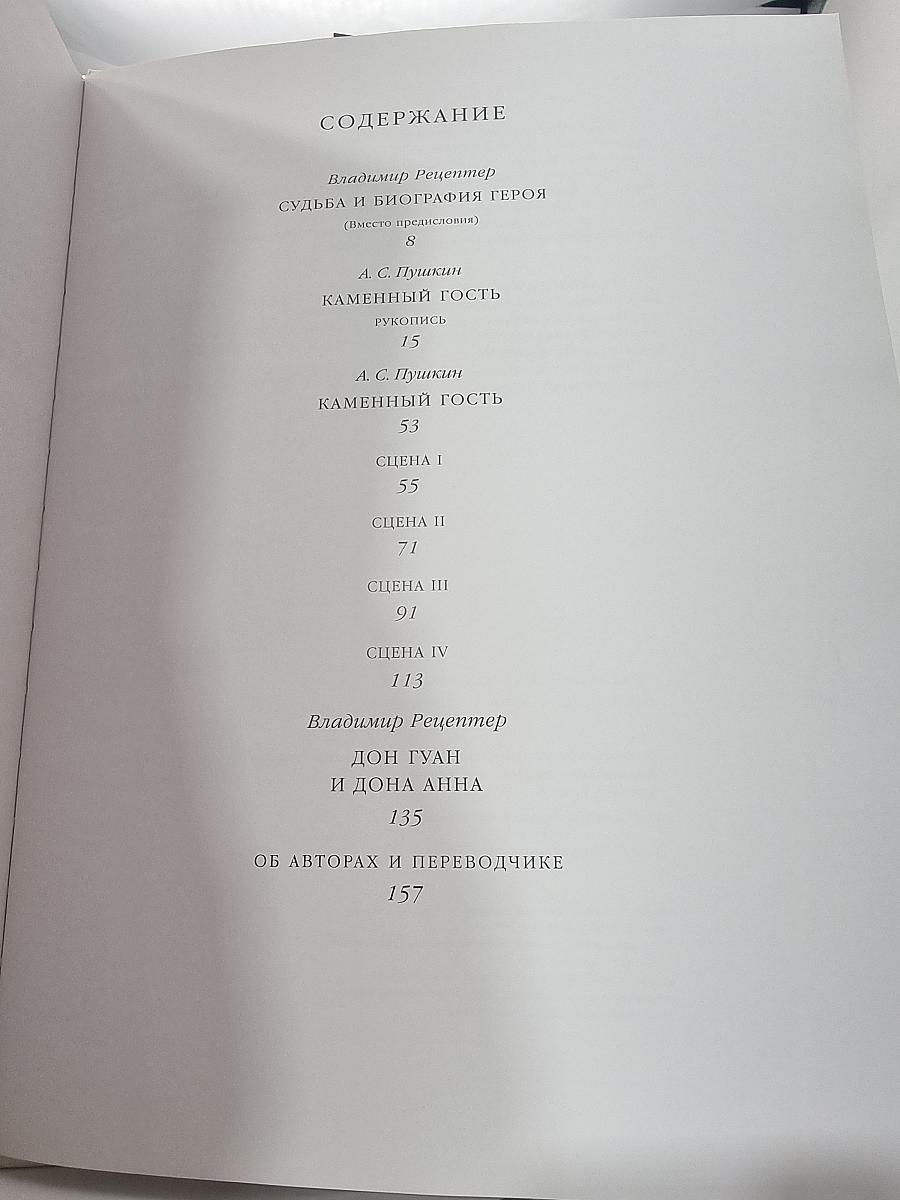 СОДЕРЖАНИЕ
Владимир Рецептер
СУДЬБА И БИОГРАФИЯ ГЕРОЯ
(Вместо предисловия)
8
А. С. Пушкин
КАМЕННЫЙ ГОСТЬ
РУКОПИСЬ
15
А. С. Пушкин
КАМЕННЫЙ ГОСТЬ
53
СЦЕНА I
55
СЦЕНА II
71
СЦЕНА III
91
СЦЕНА IV
113
Владимир Рецептер
ДОН ГУАН
И ДОНА АННА
135
ОБ АВТОРАХ И ПЕРЕВОДЧИКЕ
157